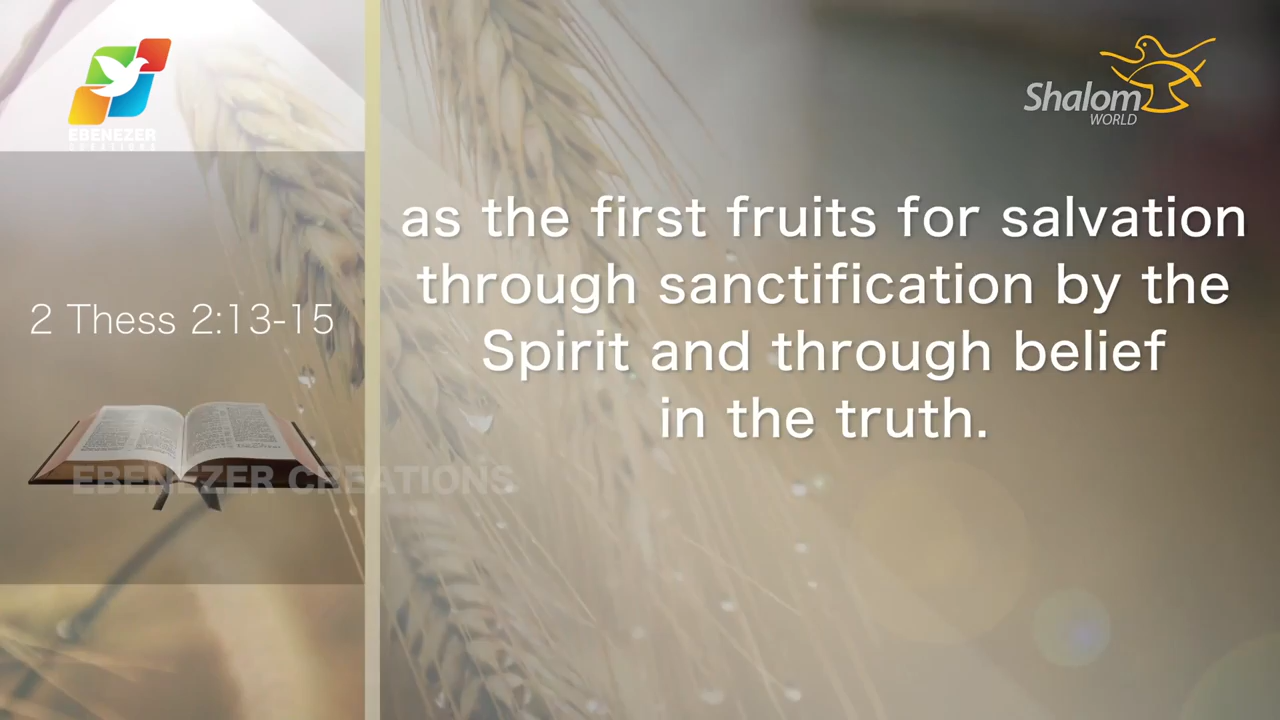 EBENEZER
CREATIONS
Shalom
WORLD
2 Thess 2:13-15
as the first fruits for salvation
through sanctification by the
Spirit and through belief
in the truth.
EBENEZER CREATIONS